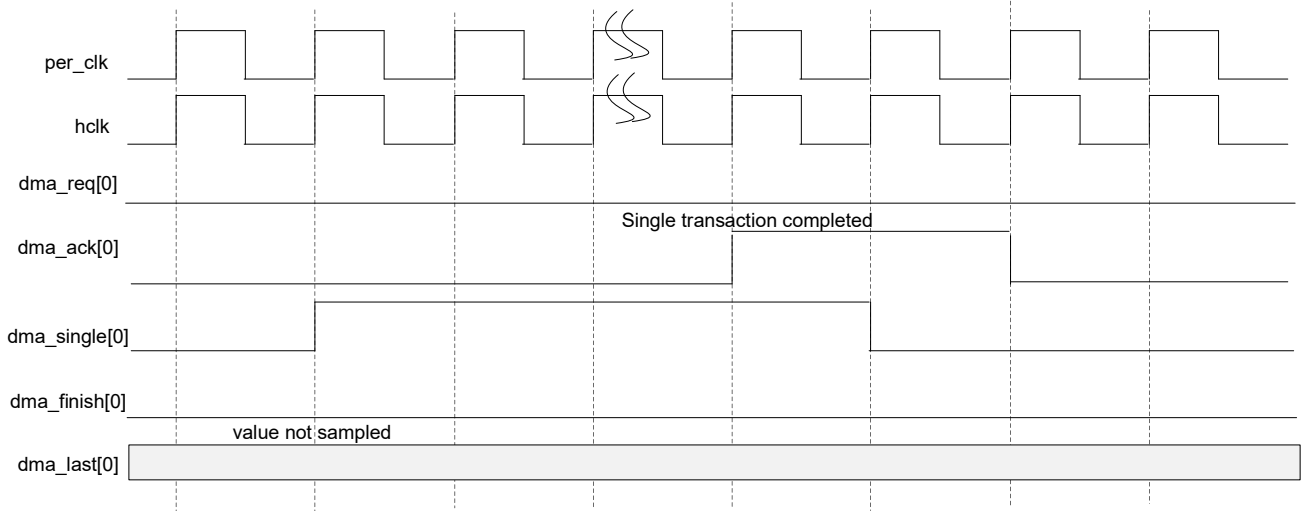 per_clk
hclk
dma_req[0]
Single transaction completed
dma_ack[0]
dma_single[0]
dma_finish[0]
value not sampled
dma_last[0]